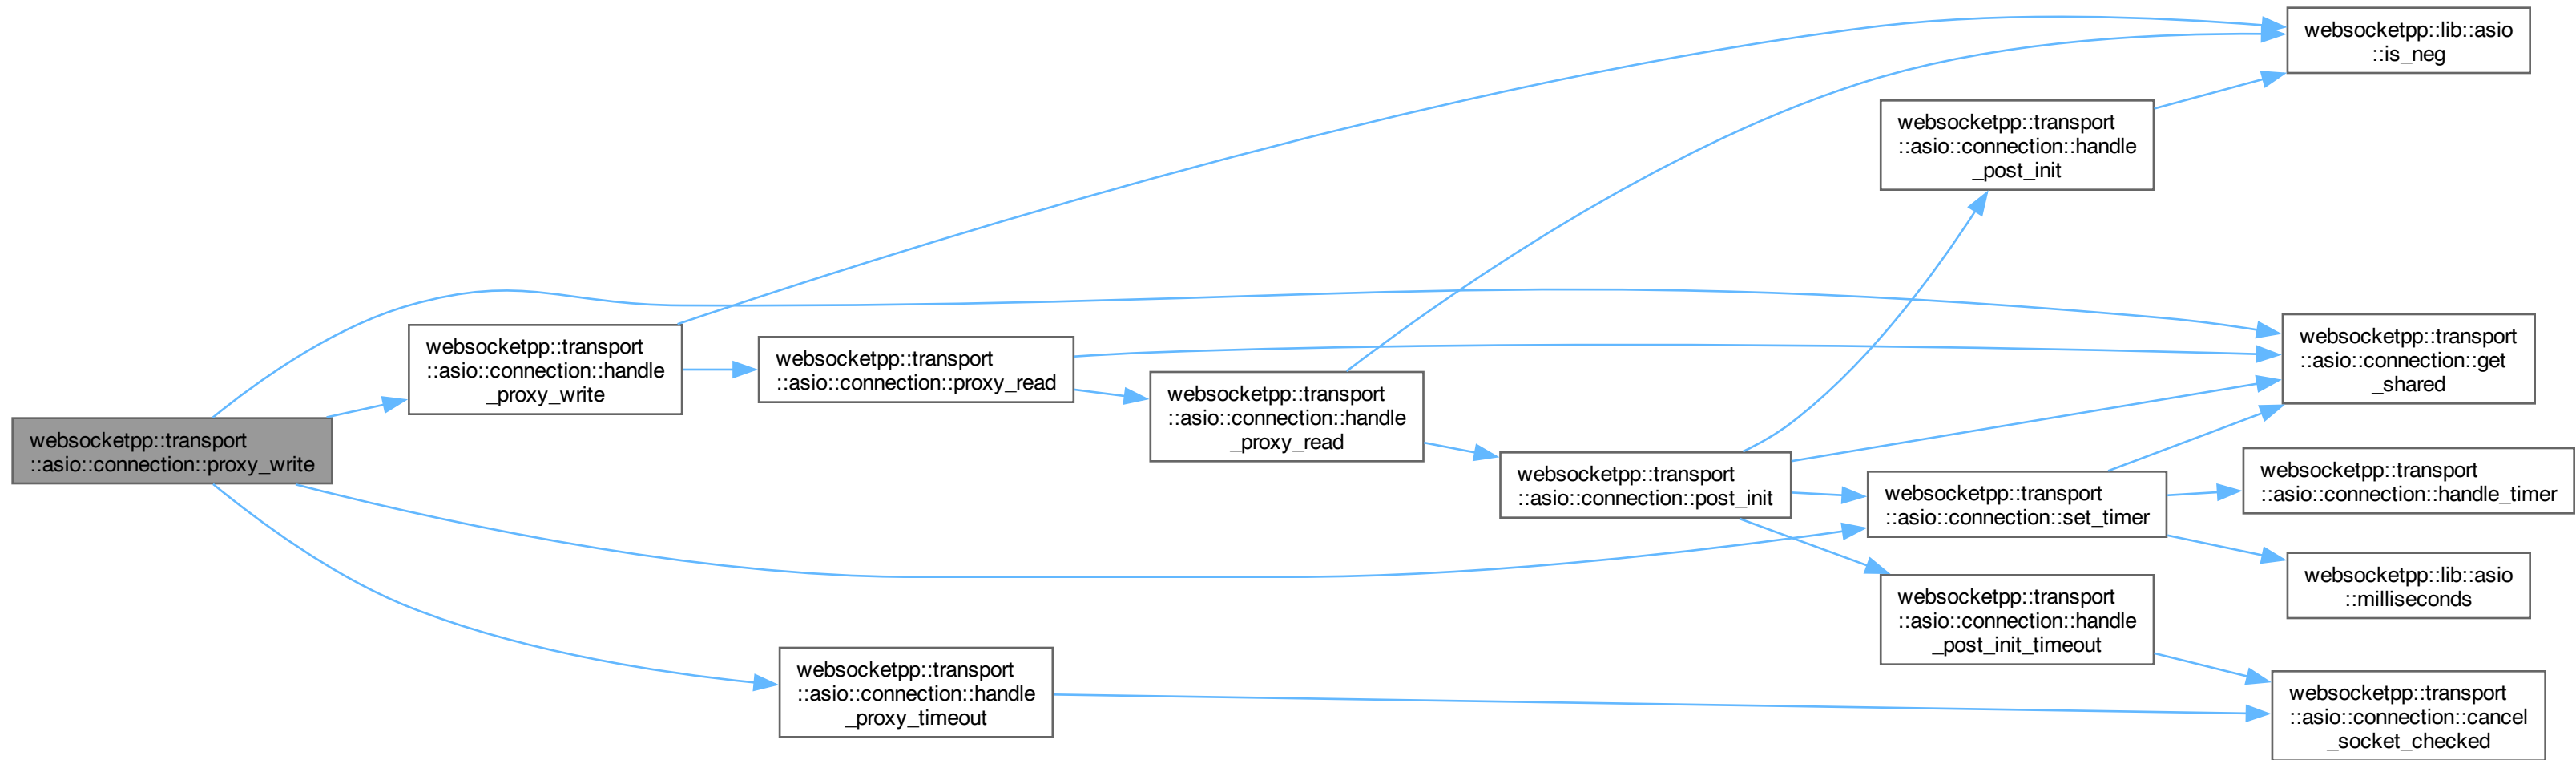 websocketpp::transport
::asio::connection::proxy_write
websocketpp::transport
::asio::connection::handle
_proxy_write
websocketpp::transport
::asio::connection::proxy_read
websocketpp::transport
::asio::connection::handle
_proxy_read
websocketpp::transport
::asio::connection::post_init
websocketpp::transport
::asio::connection::handle
_post_init
websocketpp::lib::asio
::is_neg
websocketpp::transport
::asio::connection::get
_shared
websocketpp::transport
::asio::connection::set_timer
websocketpp::transport
::asio::connection::handle_timer
websocketpp::lib::asio
::milliseconds
websocketpp::transport
::asio::connection::handle
_post_init_timeout
websocketpp::transport
::asio::connection::handle
_proxy_timeout
websocketpp::transport
::asio::connection::cancel
_socket_checked